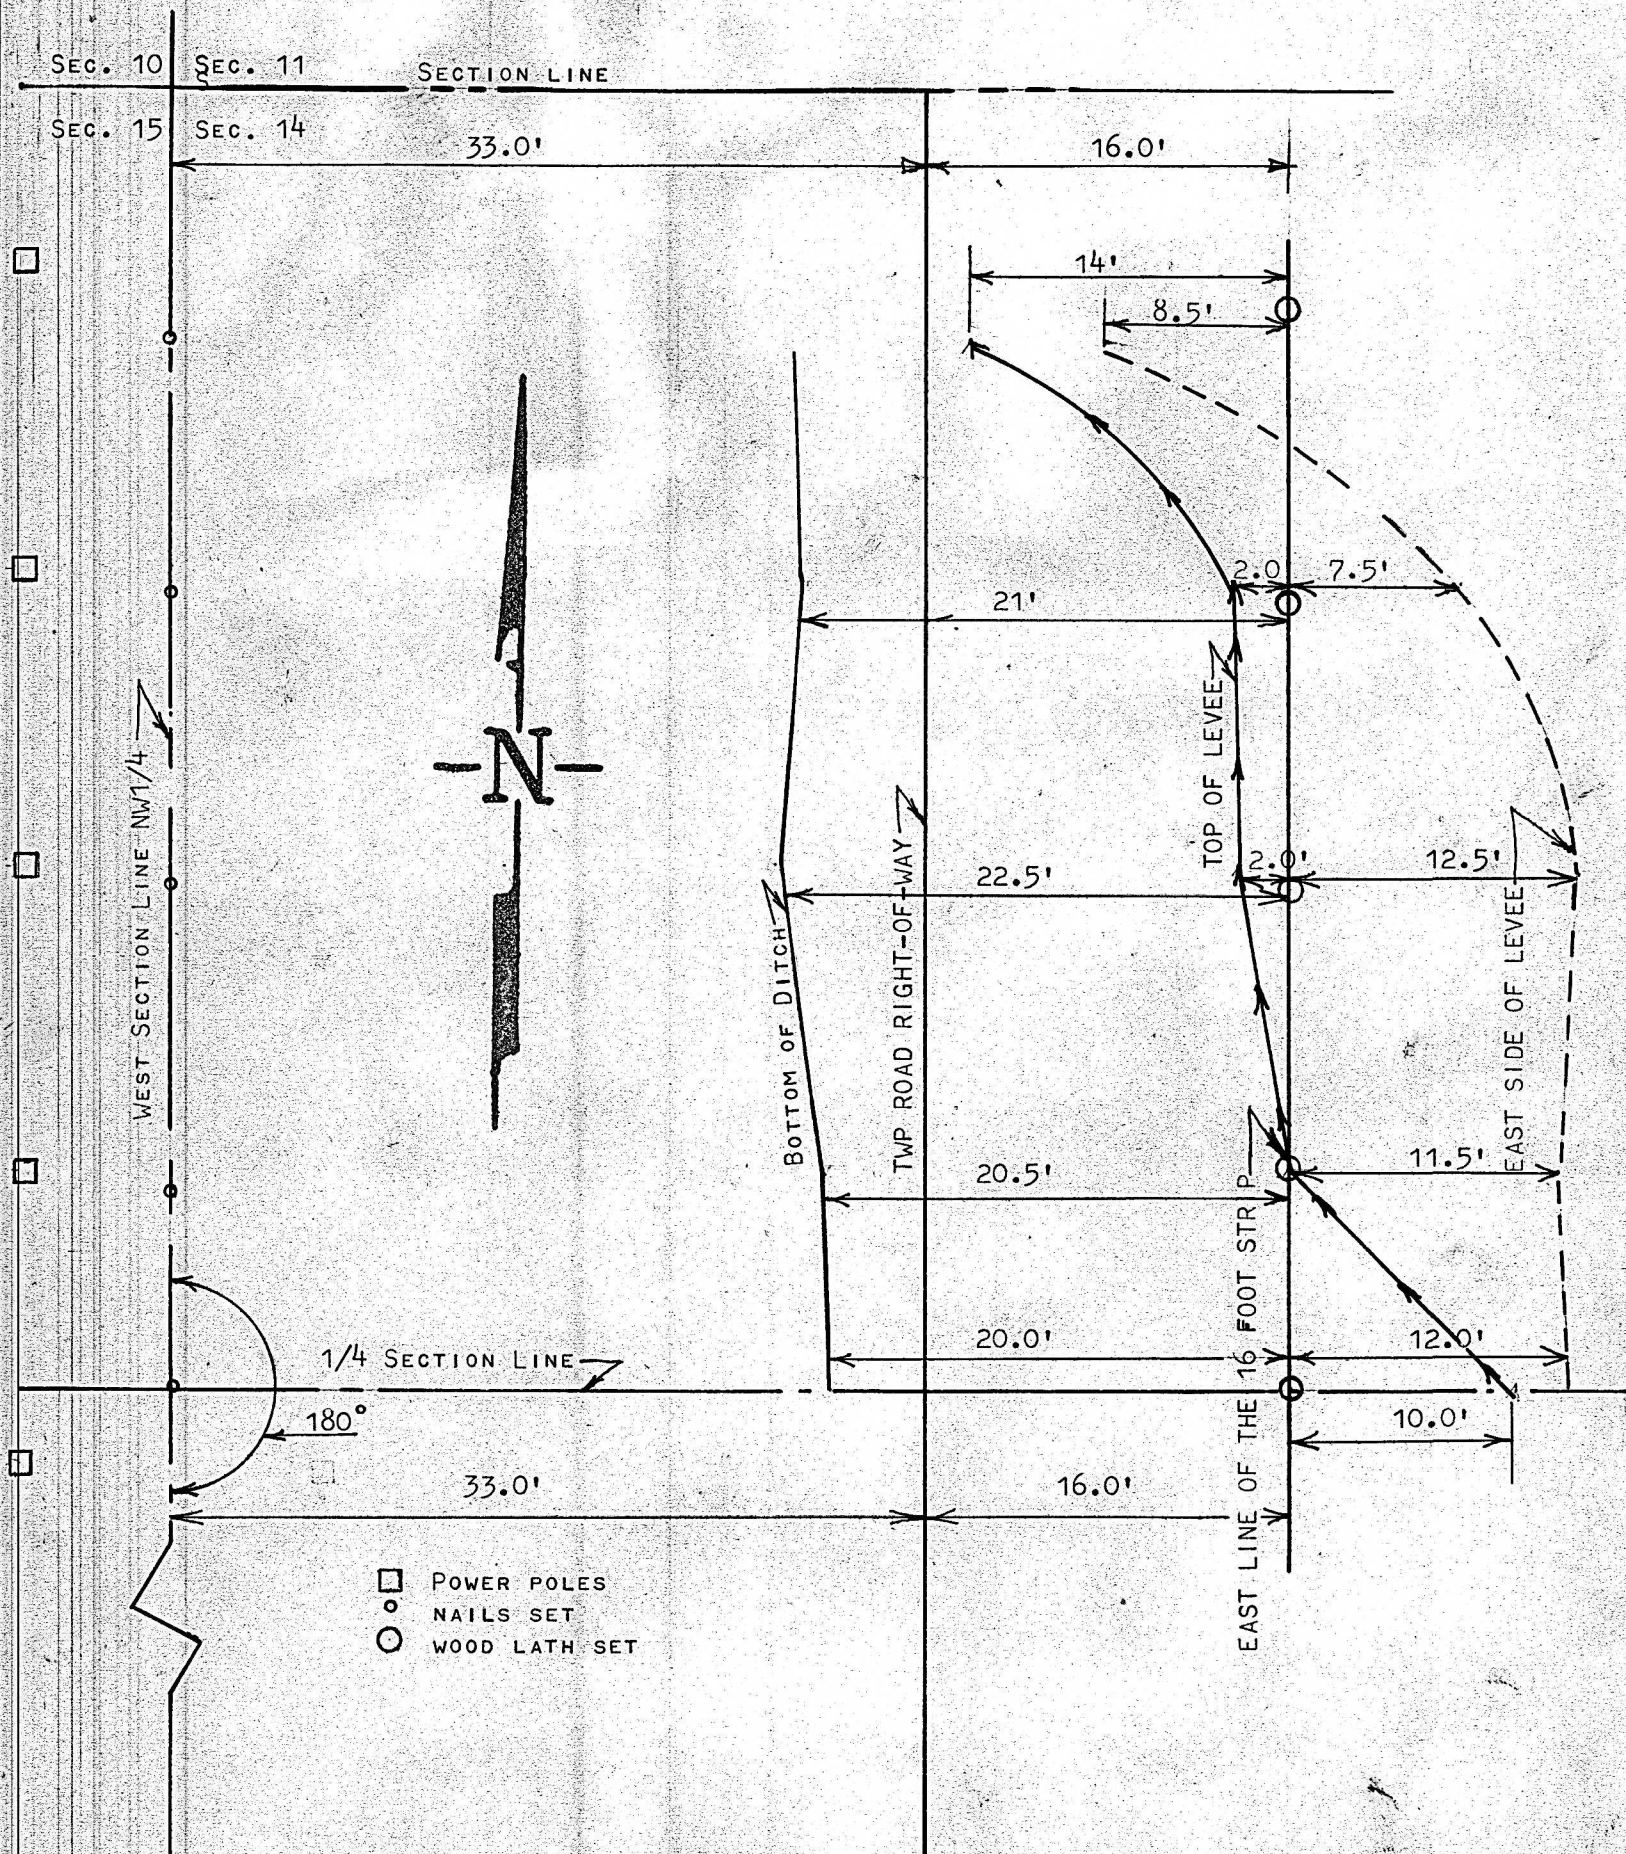 SEC. 10 SEC. 11
SECTION LINE
SEC. 15 SEC. 14
33.0'
16.0'
14'
8.5'
2.0 7.5'
21'
TOP OF LEVEE
WEST SECTION LINE NW1/4
N
2.0' 12.5'
22.5'
BOTTOM OF DITCH
TWP ROAD RIGHT-OF-WAY
EAST SIDE OF LEVEE
11.5'
20.5'
EAST LINE OF THE 16 FOOT STRIP
20.0'
12.0'
1/4 SECTION LINE
180°
10.0'
33.0'
16.0'
POWER POLES
NAILS SET
WOOD LATH SET